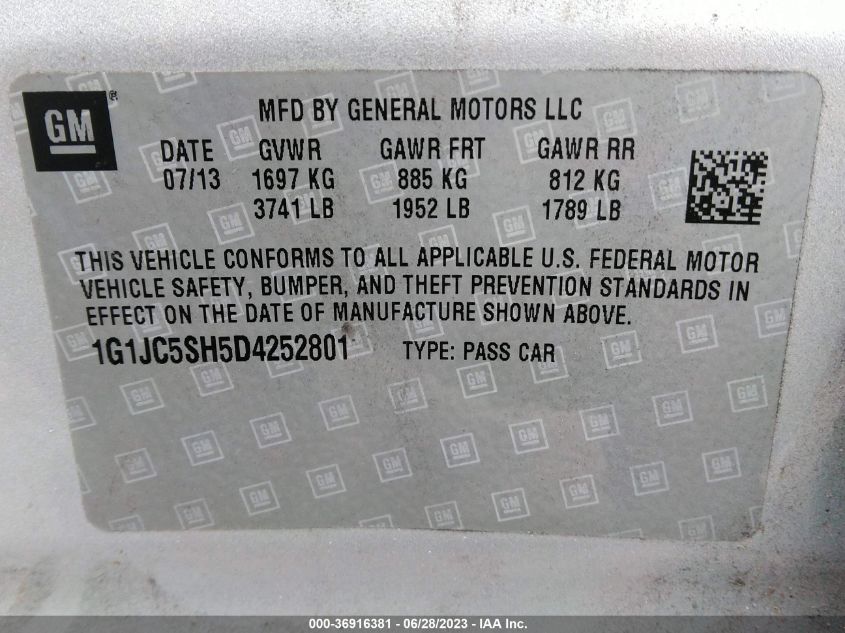 GM ®
MFD BY GENERAL MOTORS LLC
DATE GVWR GAWR FRT GAWR RR
07/13 1697 KG 885 KG 812 KG
3741 LB 1952 LB 1789 LB
THIS VEHICLE CONFORMS TO ALL APPLICABLE U.S. FEDERAL MOTOR
VEHICLE SAFETY, BUMPER, AND THEFT PREVENTION STANDARDS IN
EFFECT ON THE DATE OF MANUFACTURE SHOWN ABOVE.
1G1JC5SH5D4252801 TYPE: PASS CAR
000-36916381 - 06/28/2023 - IAA Inc.